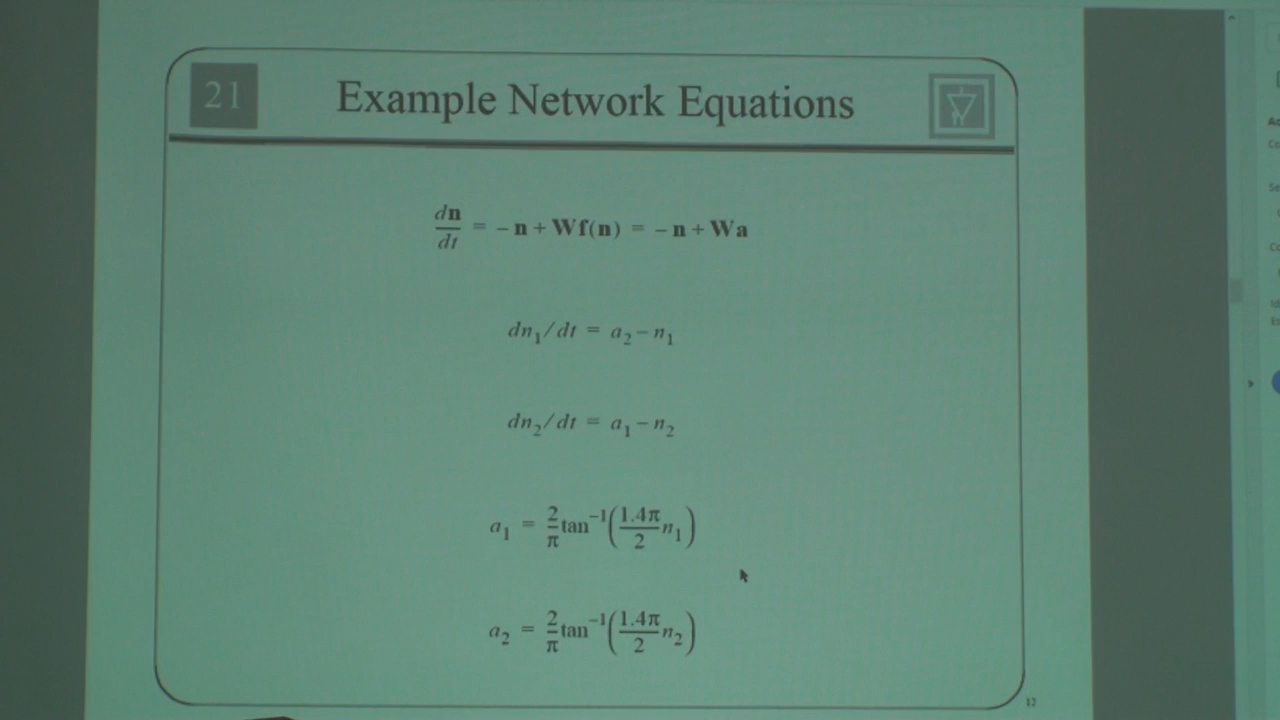 21
Example Network Equations
dn/dt = -n + Wf(n) = -n + Wa
dn₁/dt = a₂ - n₁
dn₂/dt = a₁ - n₂
a₁ = 2/π tan⁻¹(1.4π/2 n₁)
a₂ = 2/π tan⁻¹(1.4π/2 n₂)
12